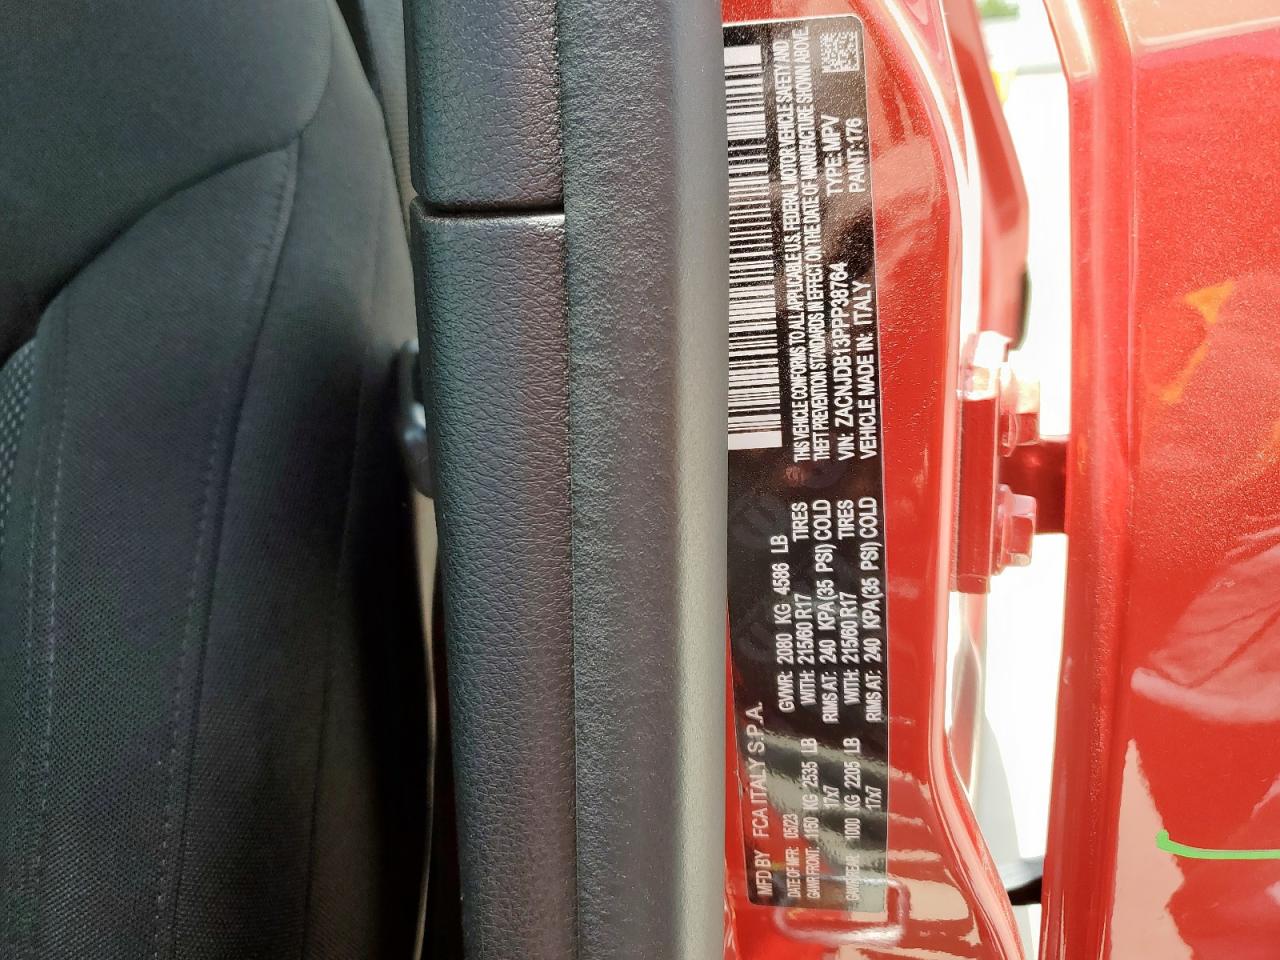 MFD BY FCA ITALY S.P.A.
DATE OF MFR: 05/23 GVWR: 2080 KG 4586 LB
GAWR FRONT: 1150 KG 2535 LB WITH: 215/60 R17 TIRES
17x7 RIMS AT: 240 KPA(35 PSI) COLD
GAWR REAR 1000 KG 2205 LB WITH: 215/60 R17 TIRES
17x7 RIMS AT: 240 KPA(35 PSI) COLD
THIS VEHICLE CONFORMS TO ALL APPLICABLE U.S. FEDERAL MOTOR VEHICLE SAFETY AND
THEFT PREVENTION STANDARDS IN EFFECT ON THE DATE OF MANUFACTURE SHOWN ABOVE.
VIN: ZACNJDB13PPP38764 TYPE: MPV
VEHICLE MADE IN: ITALY PAINT: 176